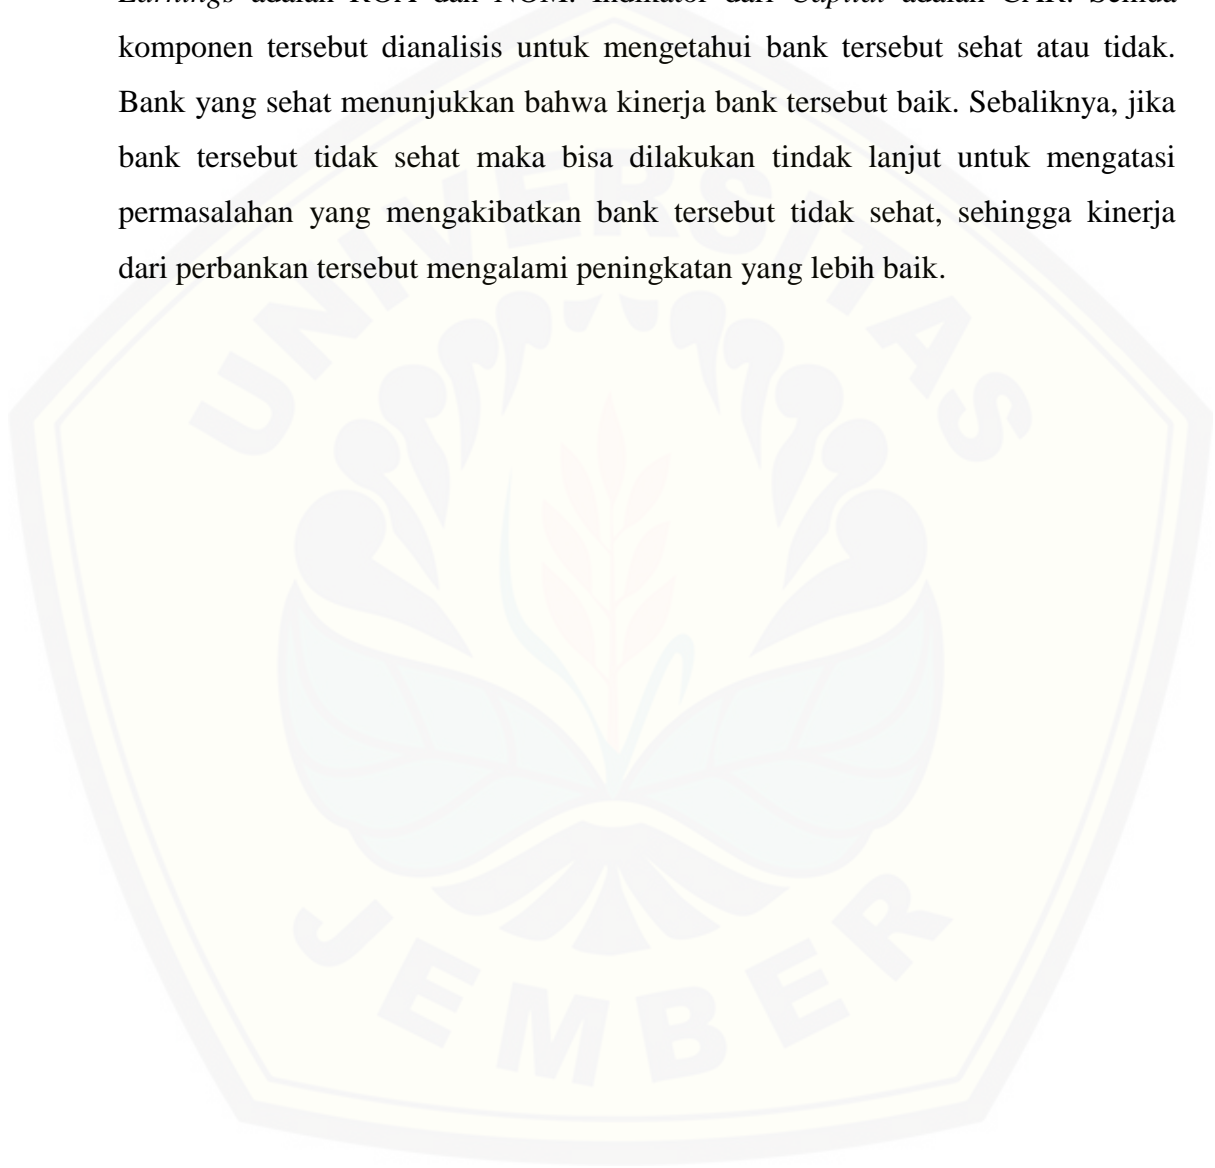 Earnings adalah ROA dan NOM. Indikator dari Capital adalah CAR. Semua
komponen tersebut dianalisis untuk mengetahui bank tersebut sehat atau tidak.
Bank yang sehat menunjukkan bahwa kinerja bank tersebut baik. Sebaliknya, jika
bank tersebut tidak sehat maka bisa dilakukan tindak lanjut untuk mengatasi
permasalahan yang mengakibatkan bank tersebut tidak sehat, sehingga kinerja
dari perbankan tersebut mengalami peningkatan yang lebih baik.
UNIVERSITAS
JEMBER